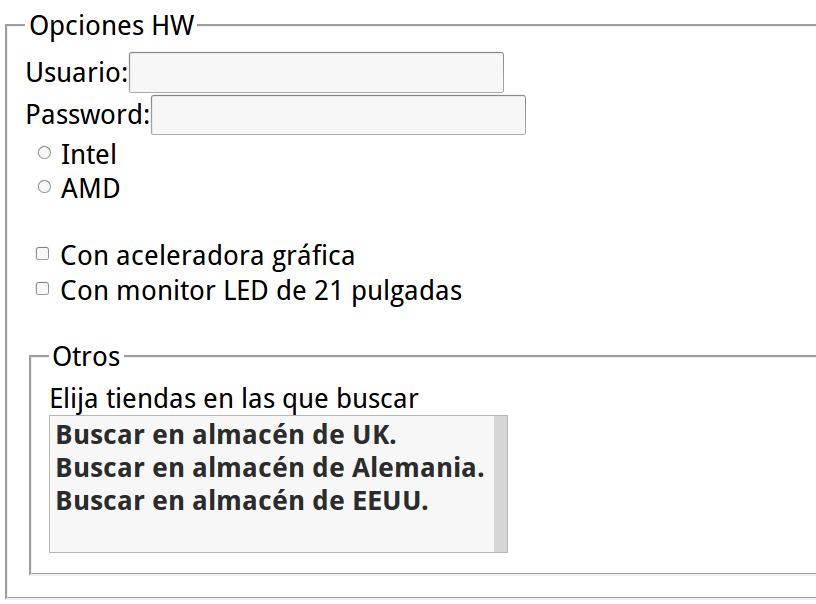 Opciones HW
Usuario:
Password:
Intel
AMD
Con aceleradora gráfica
Con monitor LED de 21 pulgadas
Otros
Elija tiendas en las que buscar
Buscar en almacén de UK.
Buscar en almacén de Alemania.
Buscar en almacén de EEUU.